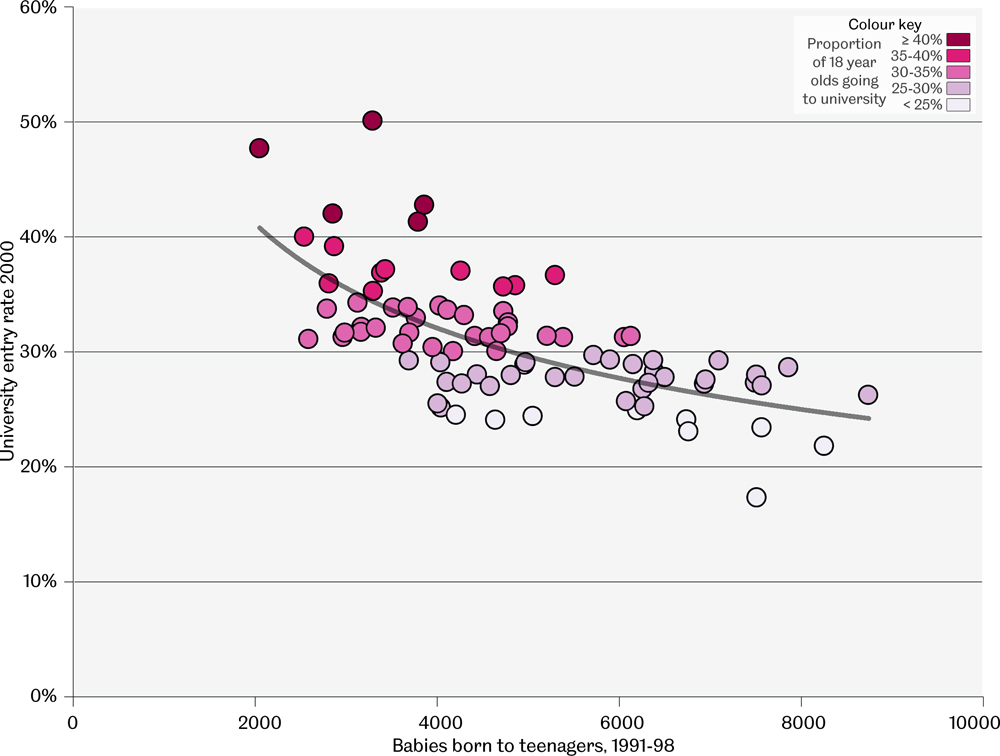 60%
50%
40%
30%
20%
10%
0%
University entry rate 2000
0
2000
4000
6000
8000
10000
Babies born to teenagers, 1991-98
Colour key
Proportion
of 18 year
olds going
to university
≥ 40%
35-40%
30-35%
25-30%
< 25%